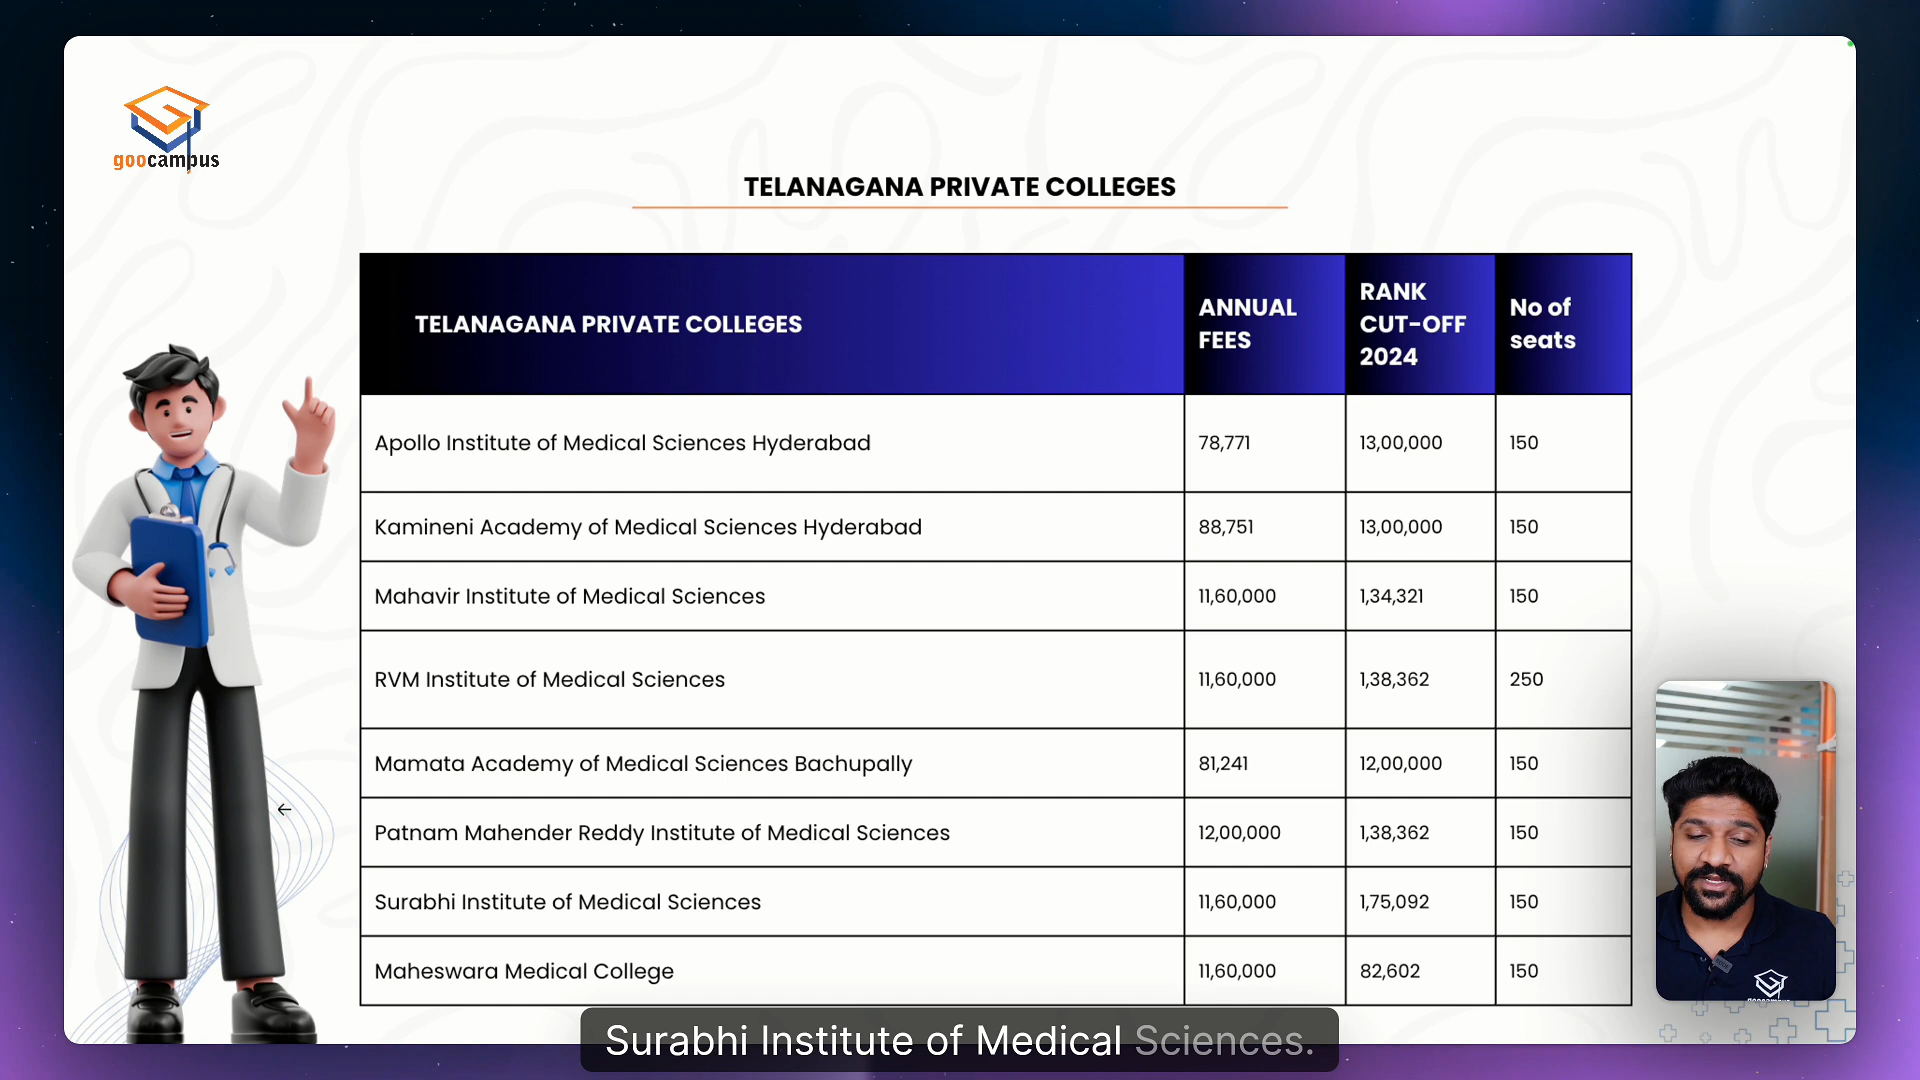 goocampus
TELANAGANA PRIVATE COLLEGES
TELANAGANA PRIVATE COLLEGES ANNUAL FEES RANK CUT-OFF 2024 No of seats
Apollo Institute of Medical Sciences Hyderabad 78,771 13,00,000 150
Kamineni Academy of Medical Sciences Hyderabad 88,751 13,00,000 150
Mahavir Institute of Medical Sciences 11,60,000 1,34,321 150
RVM Institute of Medical Sciences 11,60,000 1,38,362 250
Mamata Academy of Medical Sciences Bachupally 81,241 12,00,000 150
Patnam Mahender Reddy Institute of Medical Sciences 12,00,000 1,38,362 150
Surabhi Institute of Medical Sciences 11,60,000 1,75,092 150
Maheswara Medical College 11,60,000 82,602 150
Surabhi Institute of Medical Sciences.